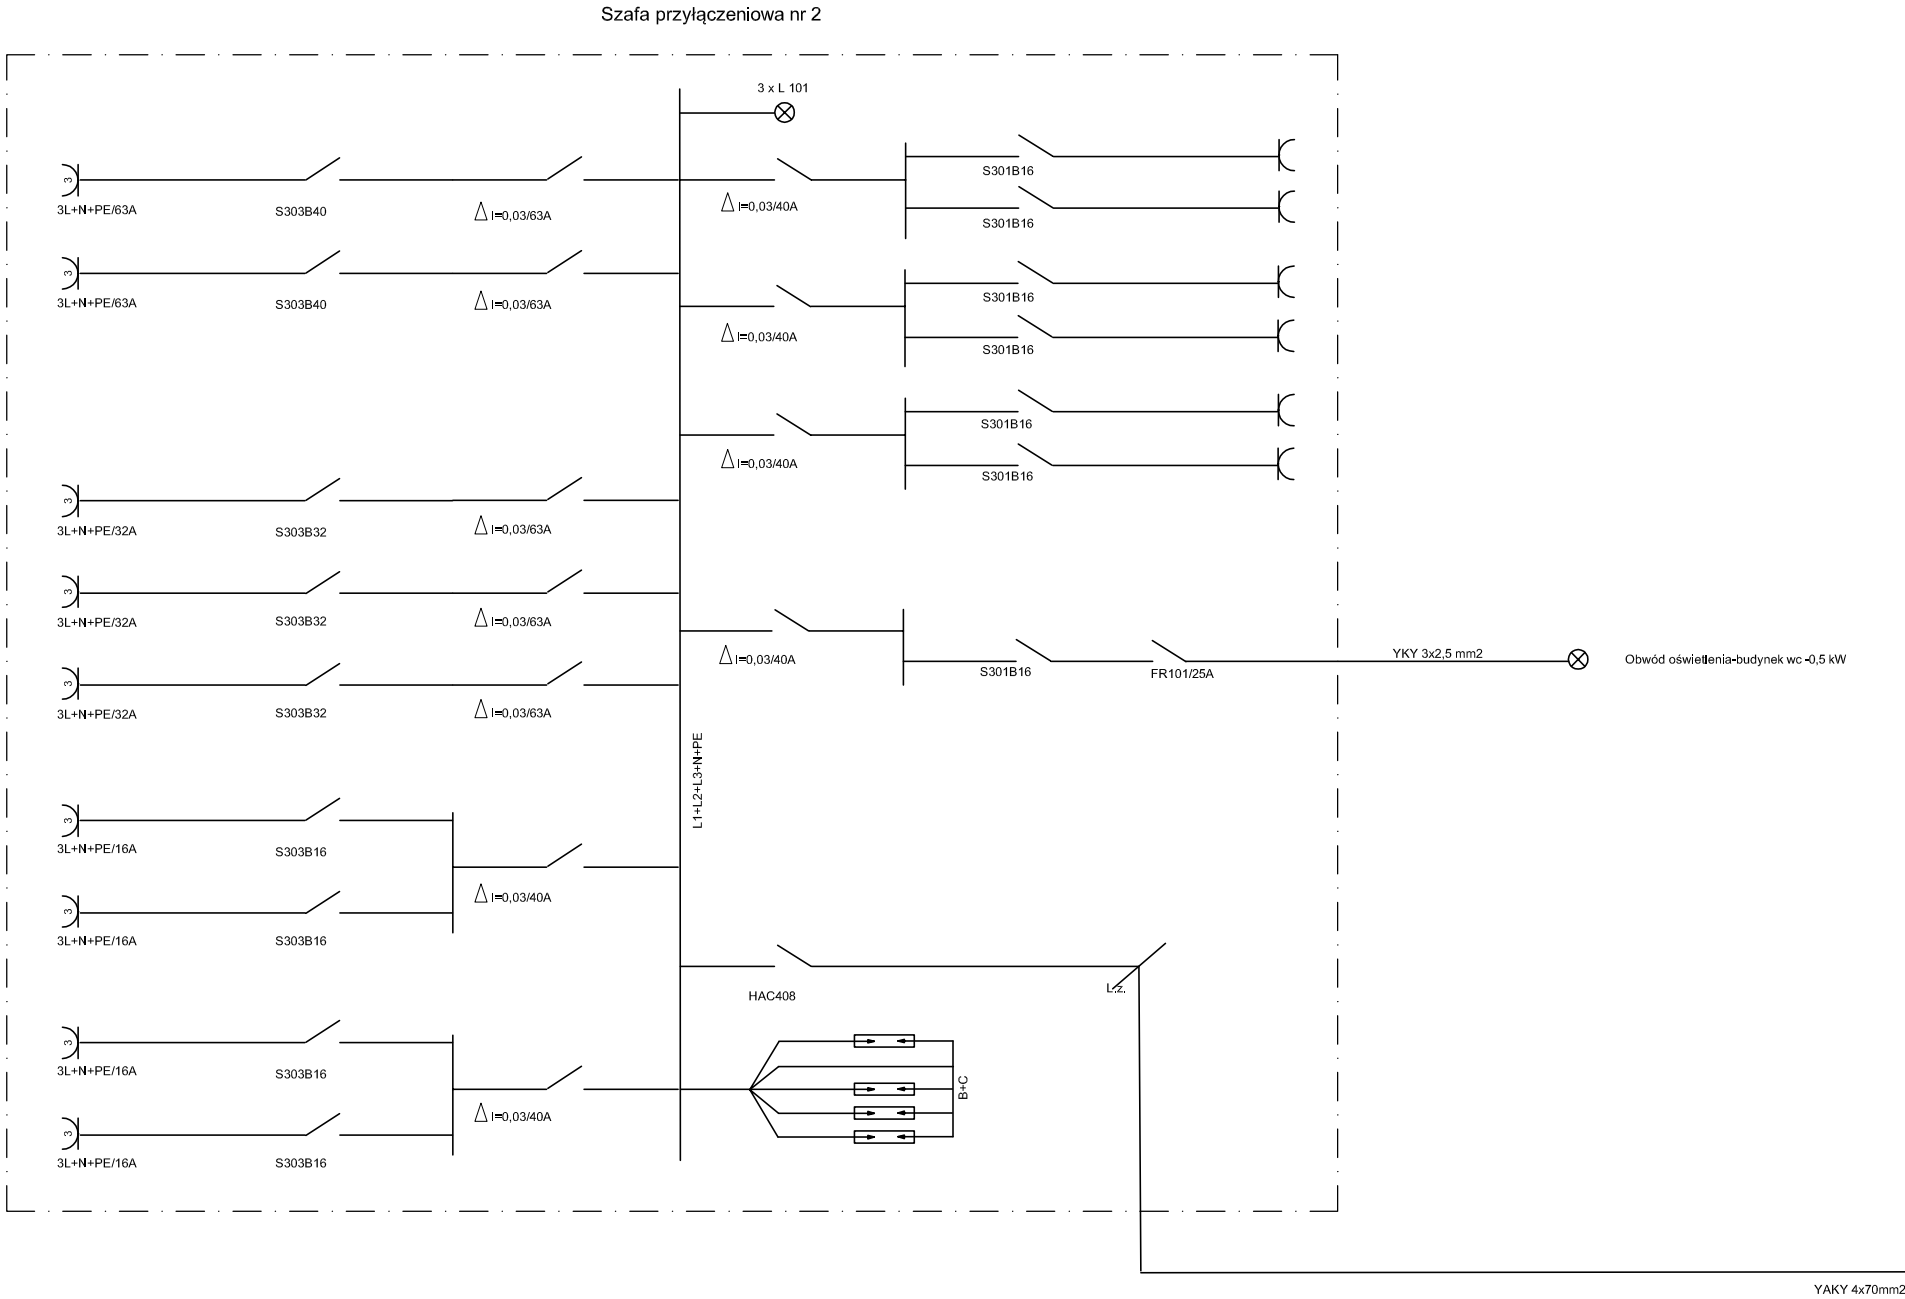 Szafa przyłączeniowa nr 2
3 x L 101
3
3L+N+PE/63A
S303B40
△ I=0,03/63A
△ I=0,03/40A
S301B16
S301B16
3
3L+N+PE/63A
S303B40
△ I=0,03/63A
△ I=0,03/40A
S301B16
S301B16
△ I=0,03/40A
S301B16
S301B16
3
3L+N+PE/32A
S303B32
△ I=0,03/63A
3
3L+N+PE/32A
S303B32
△ I=0,03/63A
△ I=0,03/40A
S301B16
FR101/25A
YKY 3x2,5 mm2
Obwód oświetlenia-budynek wc -0,5 kW
3
3L+N+PE/32A
S303B32
△ I=0,03/63A
L1+L2+L3+N+PE
3
3L+N+PE/16A
S303B16
△ I=0,03/40A
3
3L+N+PE/16A
S303B16
HAC408
L.z.
3
3L+N+PE/16A
S303B16
△ I=0,03/40A
B+C
3
3L+N+PE/16A
S303B16
YAKY 4x70mm2